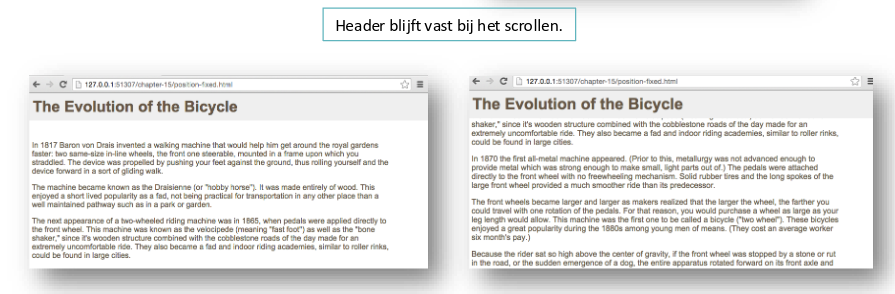 Header blijft vast bij het scrollen.
127.0.0.1:51307/chapter-15/position-fixed.html
The Evolution of the Bicycle
In 1817 Baron von Drais invented a walking machine that would help him get around the royal gardens
faster: two same-size in-line wheels, the front one steerable, mounted in a frame upon which you
straddled. The device was propelled by pushing your feet against the ground, thus rolling yourself and the
device forward in a sort of gliding walk.
The machine became known as the Draisienne (or "hobby horse"). It was made entirely of wood. This
enjoyed a short lived popularity as a fad, not being practical for transportation in any other place than a
well maintained pathway such as in a park or garden.
The next appearance of a two-wheeled riding machine was in 1865, when pedals were applied directly to
the front wheel. This machine was known as the velocipede (meaning "fast foot") as well as the "bone
shaker," since it's wooden structure combined with the cobblestone roads of the day made for an
extremely uncomfortable ride. They also became a fad and indoor riding academies, similar to roller rinks,
could be found in large cities.
127.0.0.1:51307/chapter-15/position-fixed.html
The Evolution of the Bicycle
shaker," since it's wooden structure combined with the cobblestone roads of the day made for an
extremely uncomfortable ride. They also became a fad and indoor riding academies, similar to roller rinks,
could be found in large cities.
In 1870 the first all-metal machine appeared. (Prior to this, metallurgy was not advanced enough to
provide metal which was strong enough to make small, light parts out of.) The pedals were attached
directly to the front wheel with no freewheeling mechanism. Solid rubber tires and the long spokes of the
large front wheel provided a much smoother ride than its predecessor.
The front wheels became larger and larger as makers realized that the larger the wheel, the farther you
could travel with one rotation of the pedals. For that reason, you would purchase a wheel as large as your
leg length would allow. This machine was the first one to be called a bicycle ("two wheel"). These bicycles
enjoyed a great popularity during the 1880s among young men of means. (They cost an average worker
six month's pay.)
Because the rider sat so high above the center of gravity, if the front wheel was stopped by a stone or rut
in the road, or the sudden emergence of a dog, the entire apparatus rotated forward on its front axle and